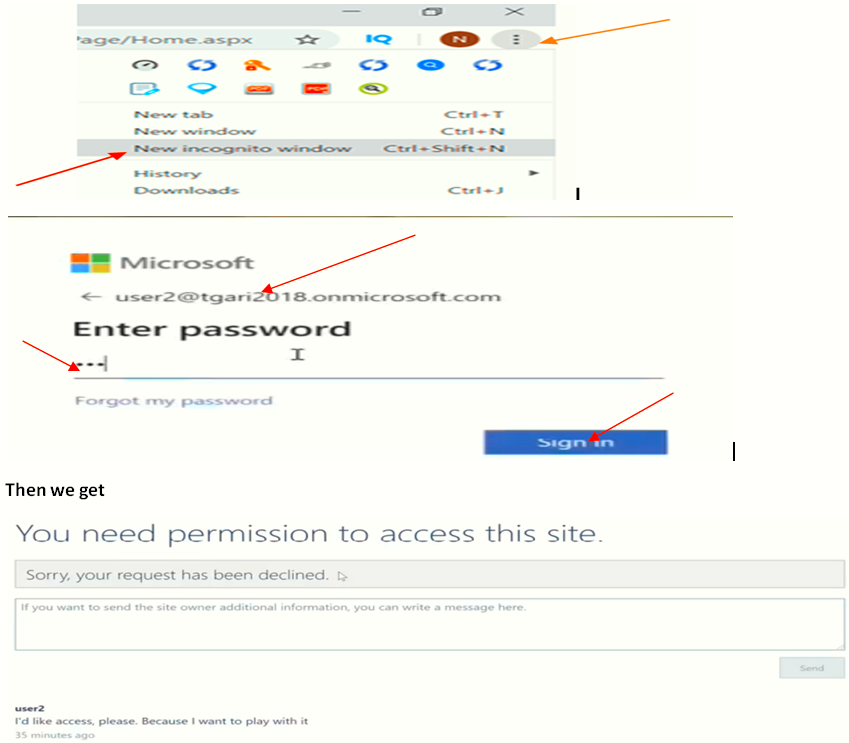 Page/Home.aspx IQ N
PDF PDF
New tab Ctrl+T
New window Ctrl+N
New incognito window Ctrl+Shift+N
History
Downloads Ctrl+J
Microsoft
← user2@tgari2018.onmicrosoft.com
Enter password
Forgot my password
Sign in
Then we get
You need permission to access this site.
Sorry, your request has been declined.
If you want to send the site owner additional information, you can write a message here.
Send
user2
I'd like access, please. Because I want to play with it
35 minutes ago